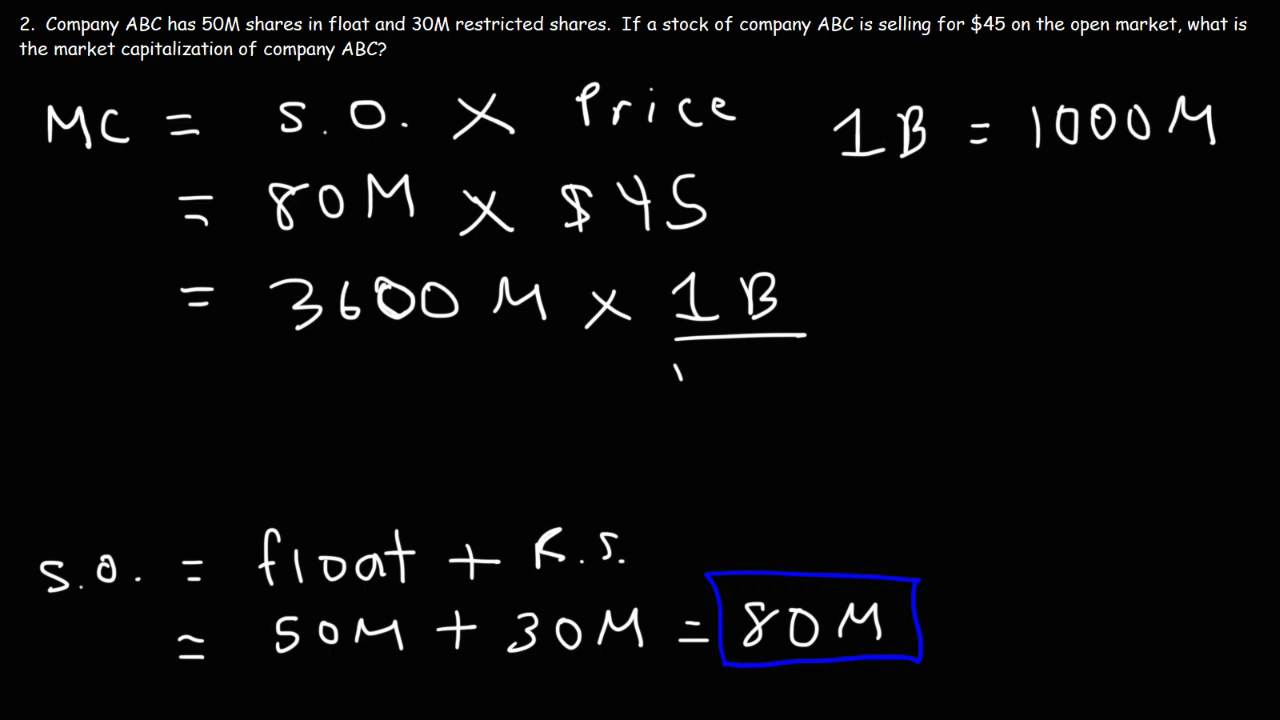 2. Company ABC has 50M shares in float and 30M restricted shares. If a stock of company ABC is selling for $45 on the open market, what is
the market capitalization of company ABC?
MC = S.O. X Price
1B = 1000M
= 80M X $45
= 3600 M X 1B
S.O. = float + R.S.
= 50M + 30M = 80M